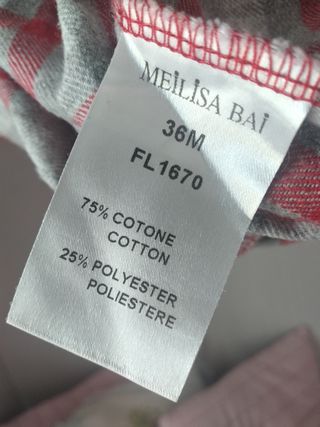 MEiLiSA BAi
36M
FL1670
75% COTONE
COTTON
25% POLYESTER
POLIESTERE